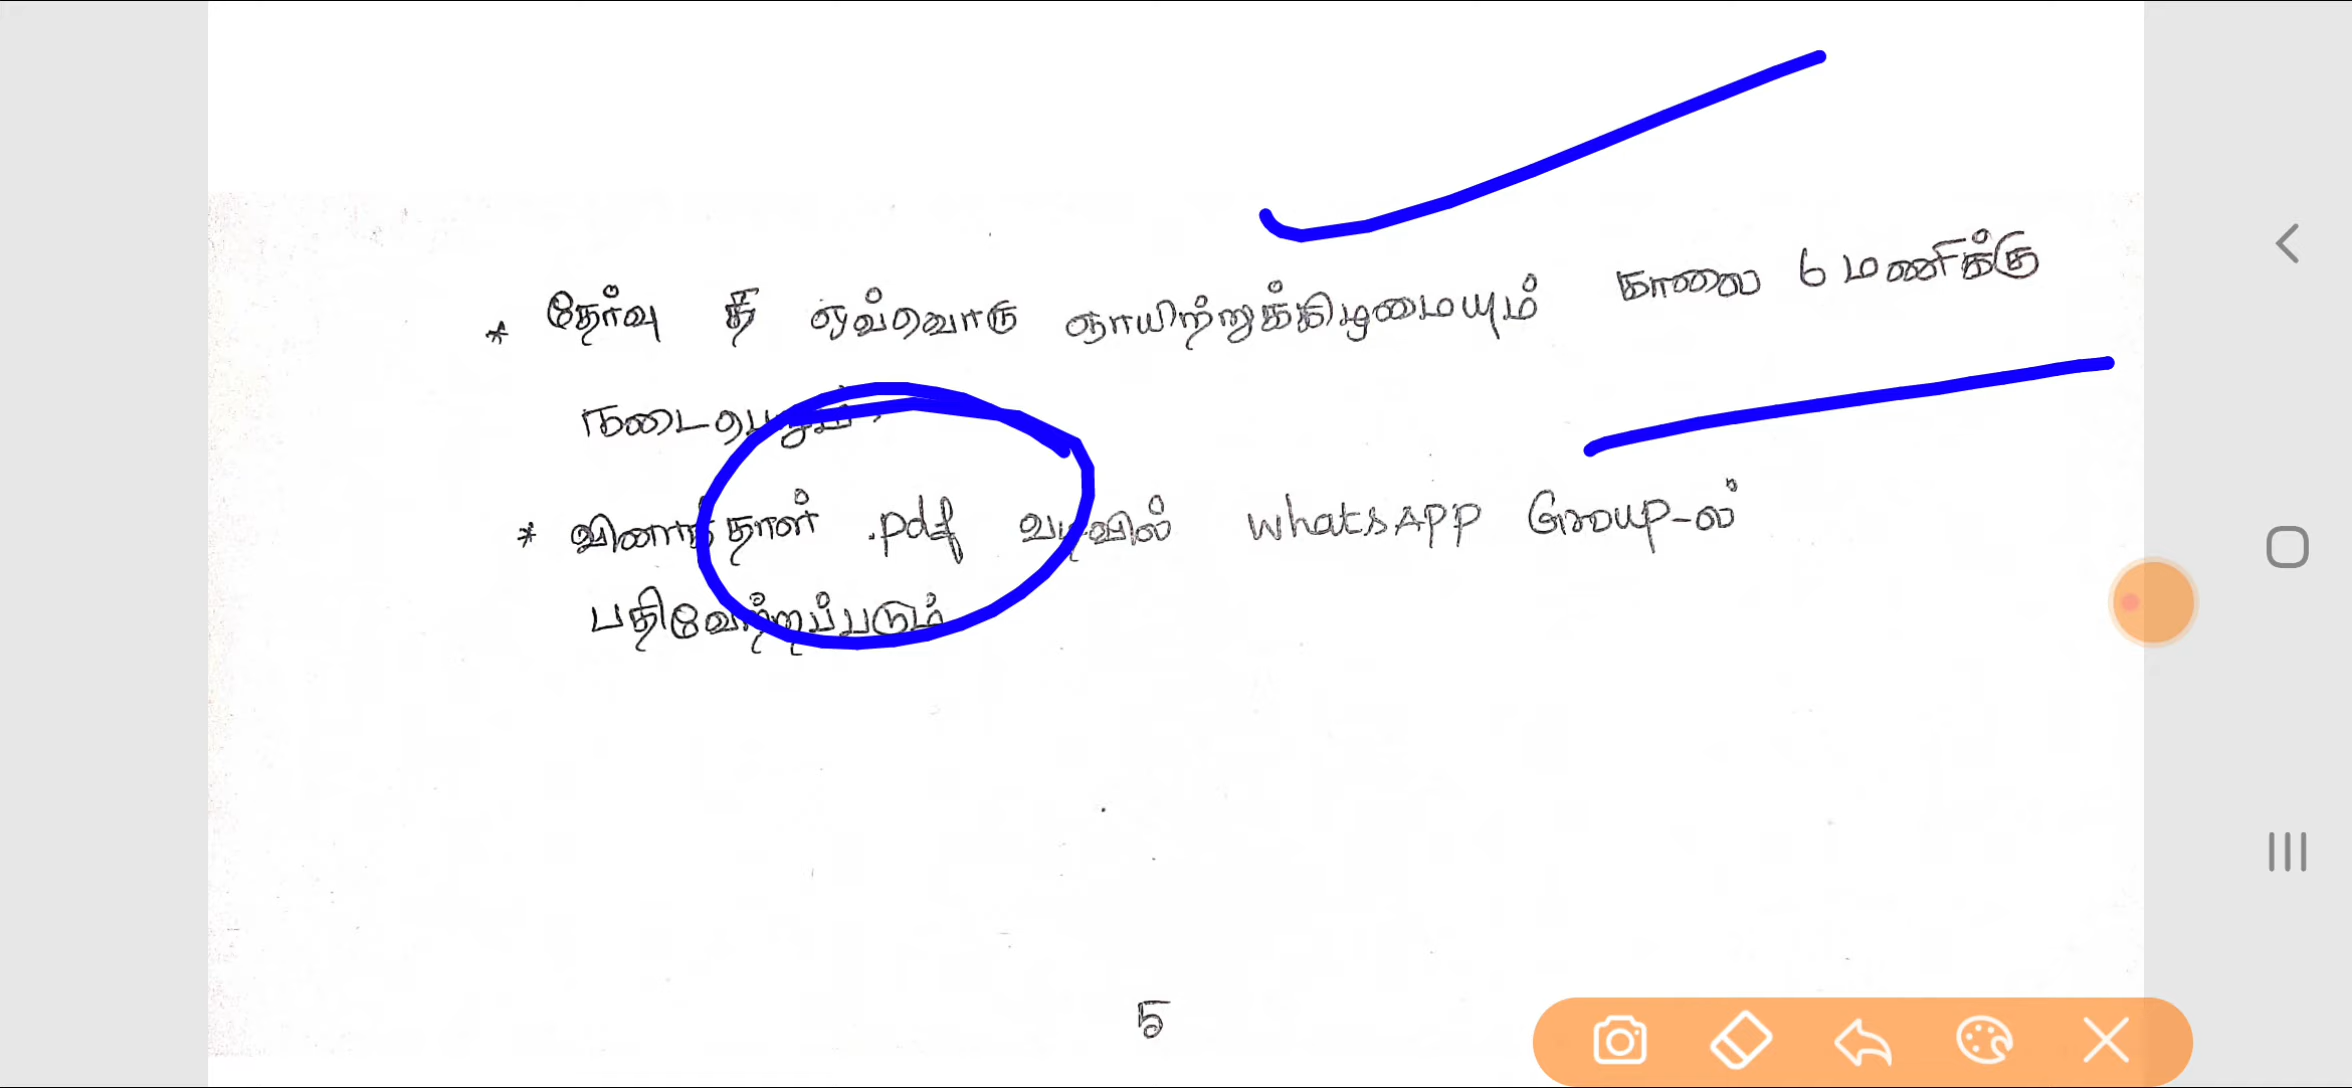 * தேர்வு தீ ஒவ்வொரு ஞாயிற்றுக்கிழமையும் காலை 6 மணிக்கு
நடைபெறும்.
* வினாத்தாள் .pdf வடிவில் WhatsAPP Group-ல்
பதிவேற்றப்படும்
5